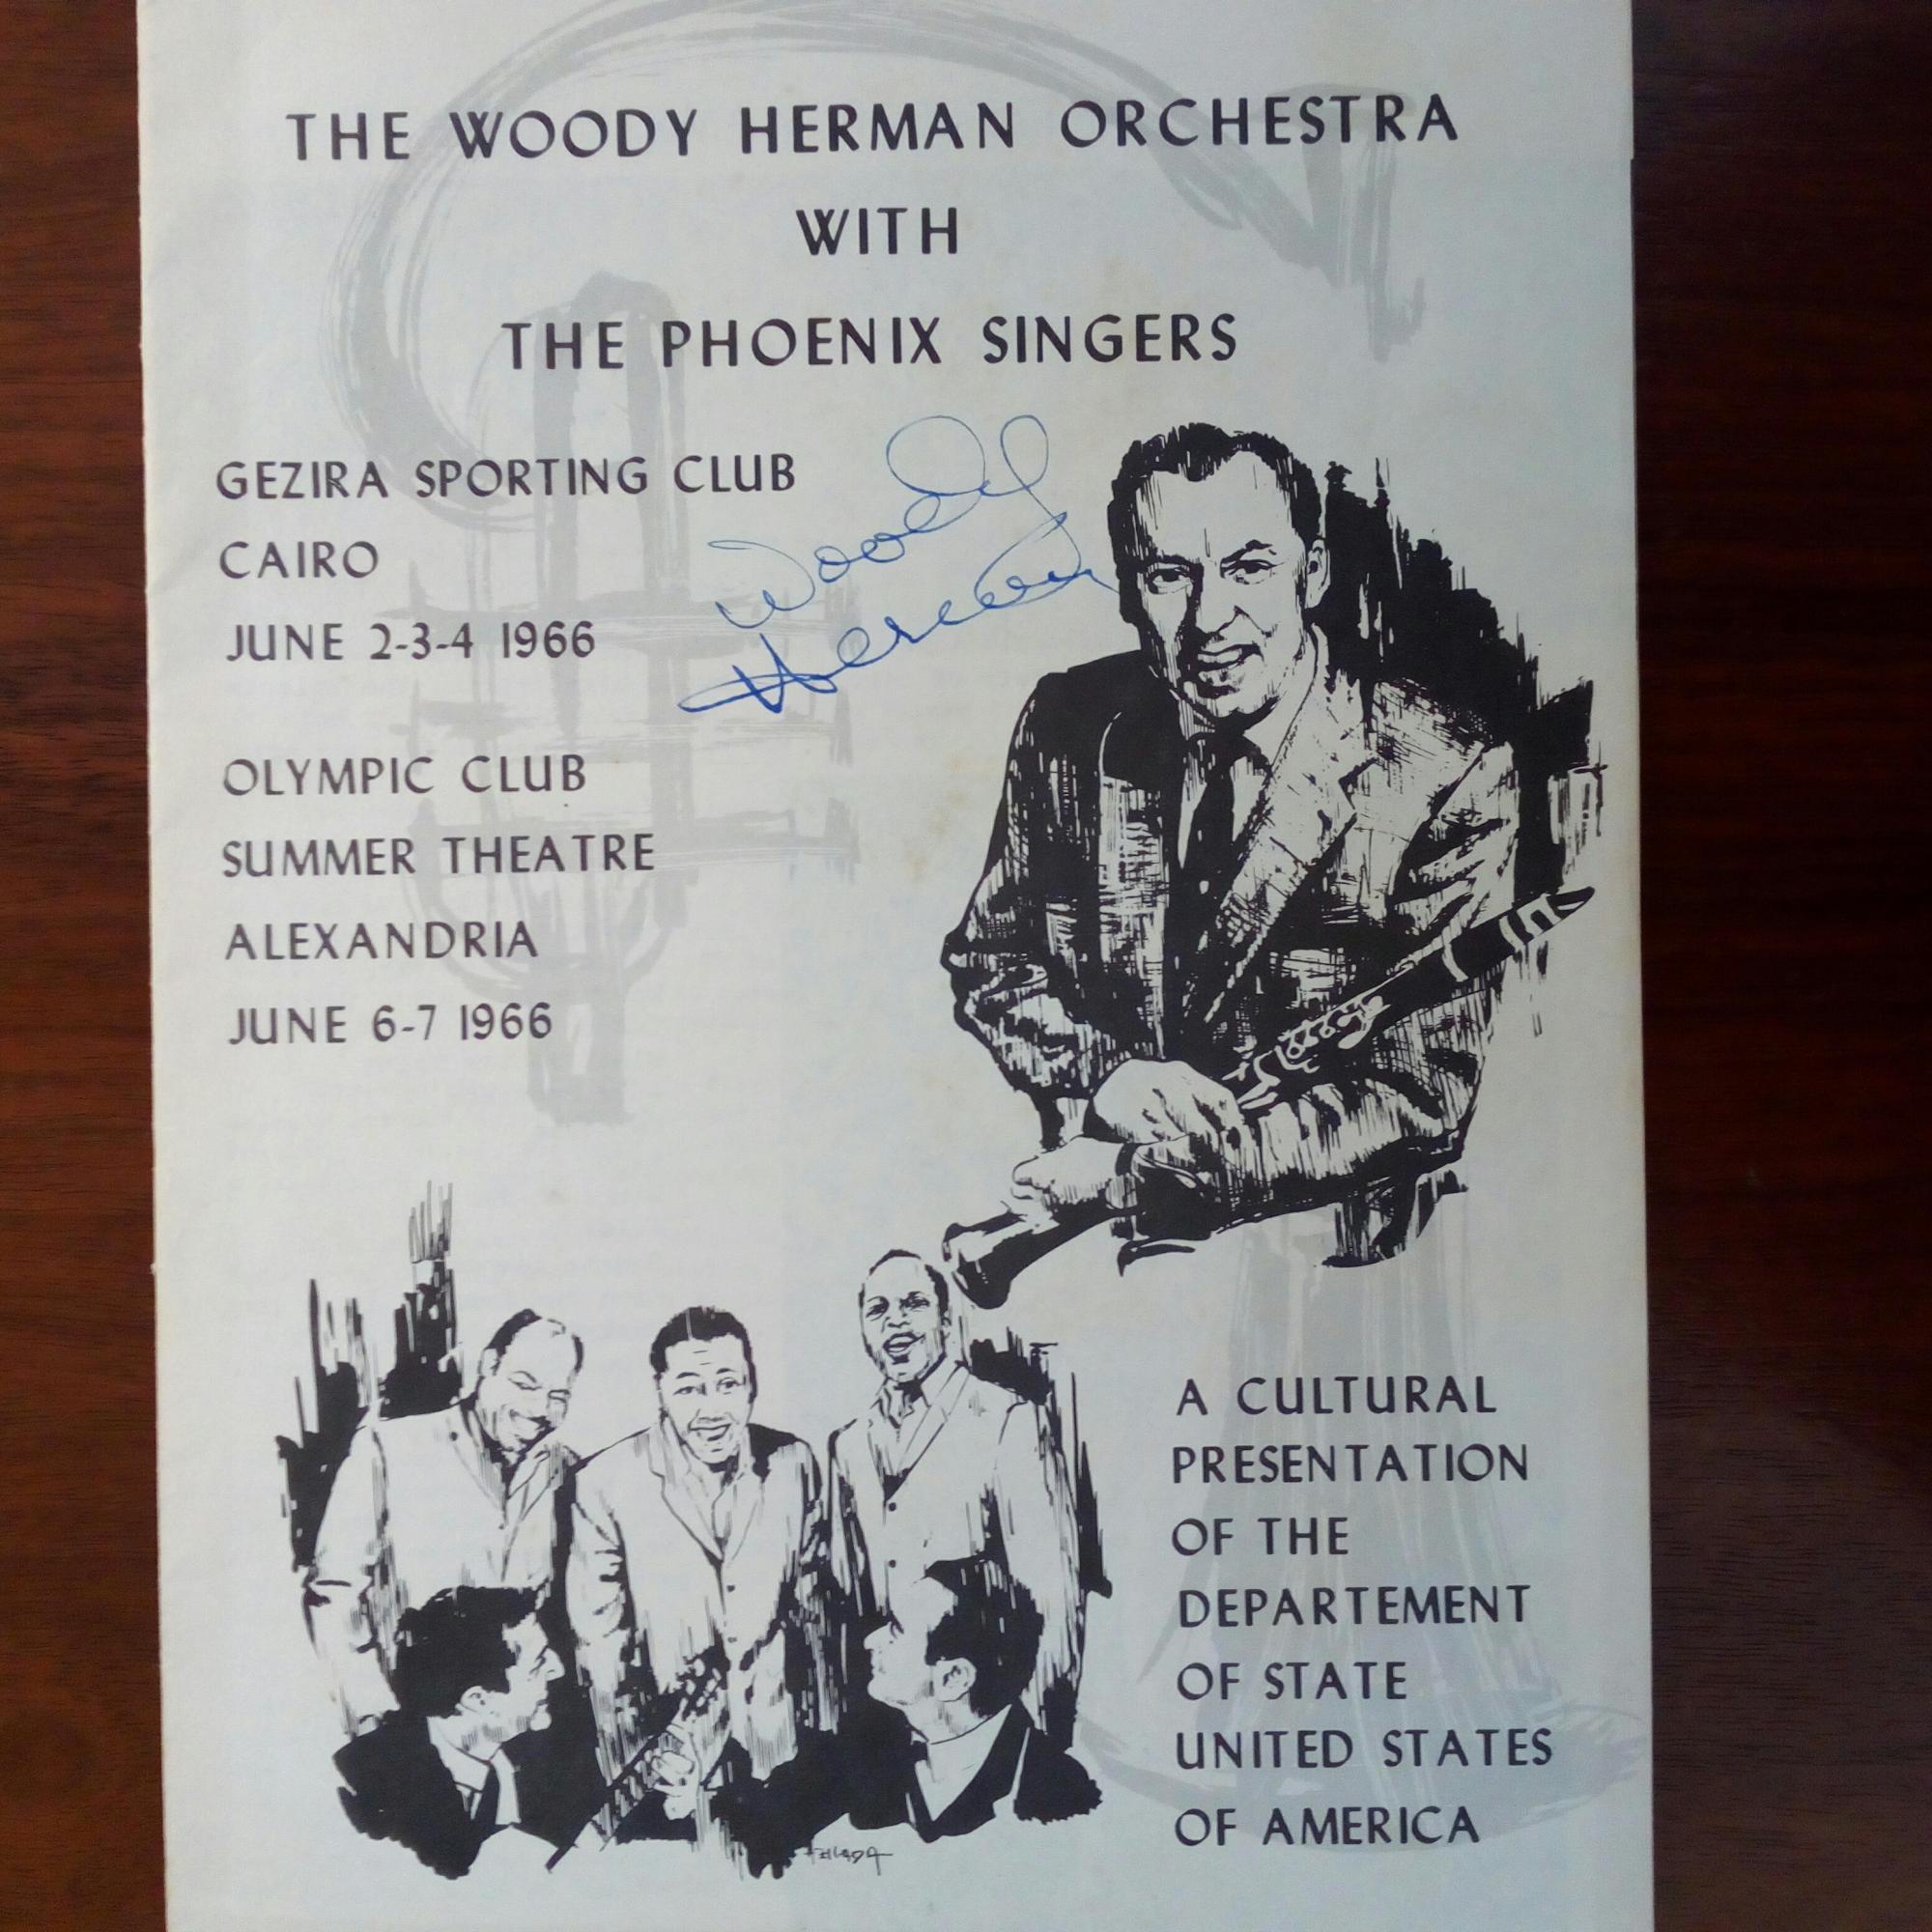 THE WOODY HERMAN ORCHESTRA
WITH
THE PHOENIX SINGERS
GEZIRA SPORTING CLUB
CAIRO
JUNE 2-3-4 1966
Woody
Herman
OLYMPIC CLUB
SUMMER THEATRE
ALEXANDRIA
JUNE 6-7 1966
A CULTURAL
PRESENTATION
OF THE
DEPARTEMENT
OF STATE
UNITED STATES
OF AMERICA